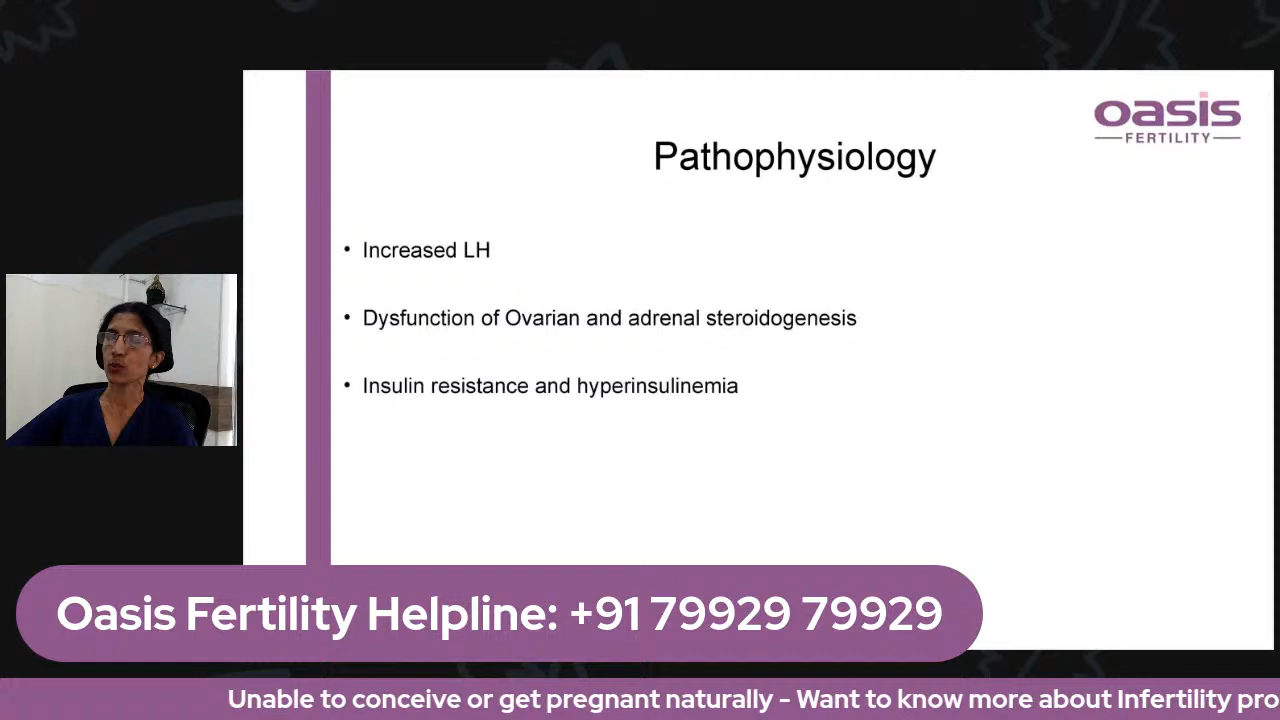 oasis
FERTILITY
Pathophysiology
• Increased LH
• Dysfunction of Ovarian and adrenal steroidogenesis
• Insulin resistance and hyperinsulinemia
Oasis Fertility Helpline: +91 79929 79929
Unable to conceive or get pregnant naturally - Want to know more about Infertility pro